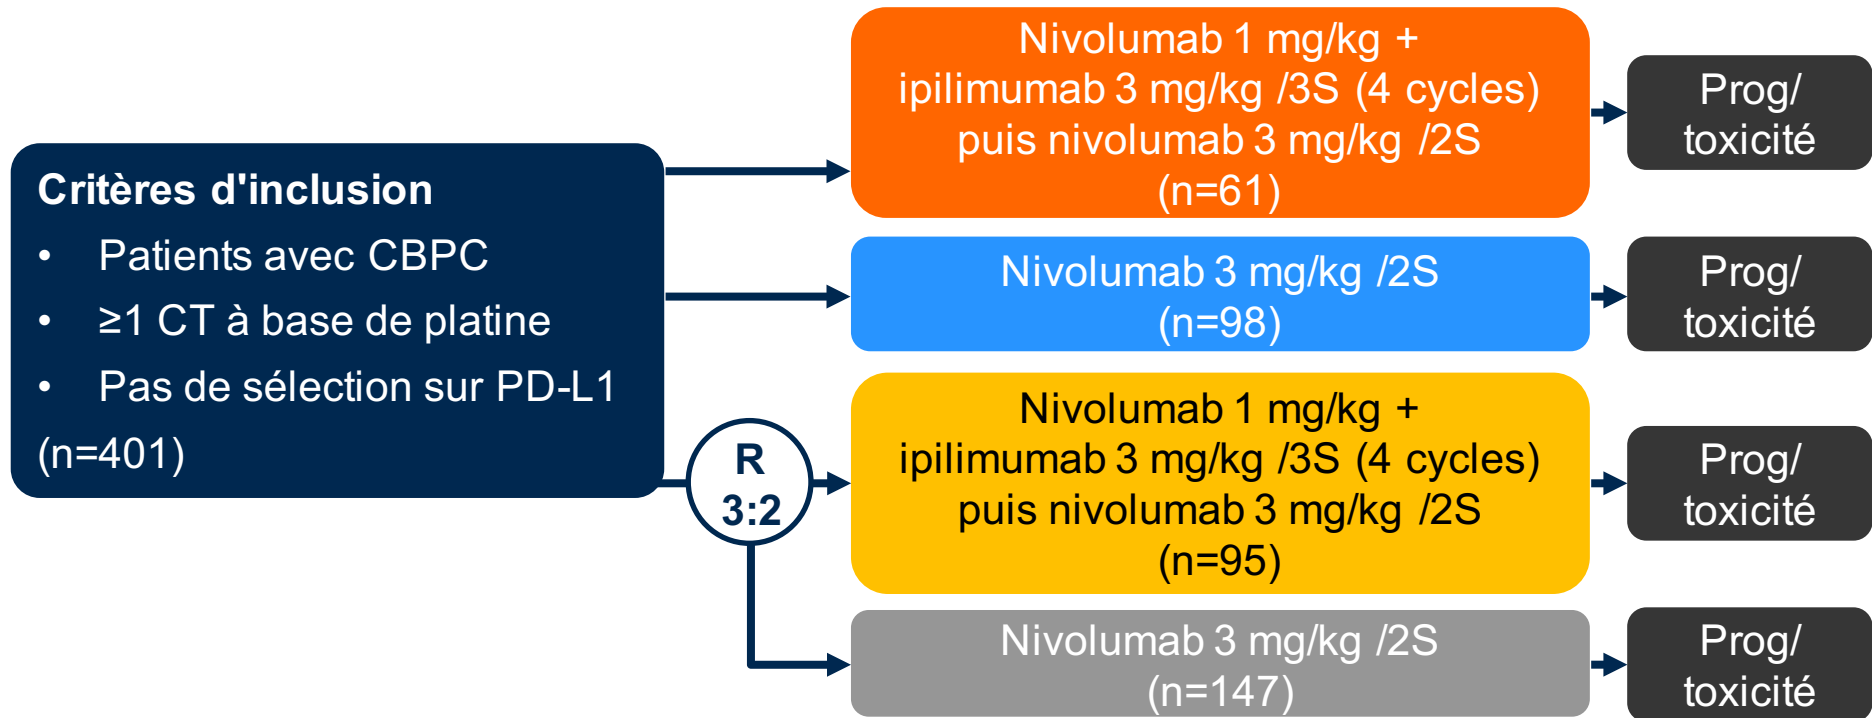 Critères d'inclusion
• Patients avec CBPC
• ≥1 CT à base de platine
• Pas de sélection sur PD-L1
(n=401)
R
3:2
Nivolumab 1 mg/kg +
ipilimumab 3 mg/kg /3S (4 cycles)
puis nivolumab 3 mg/kg /2S
(n=61)
Prog/
toxicité
Nivolumab 3 mg/kg /2S
(n=98)
Prog/
toxicité
Nivolumab 1 mg/kg +
ipilimumab 3 mg/kg /3S (4 cycles)
puis nivolumab 3 mg/kg /2S
(n=95)
Prog/
toxicité
Nivolumab 3 mg/kg /2S
(n=147)
Prog/
toxicité